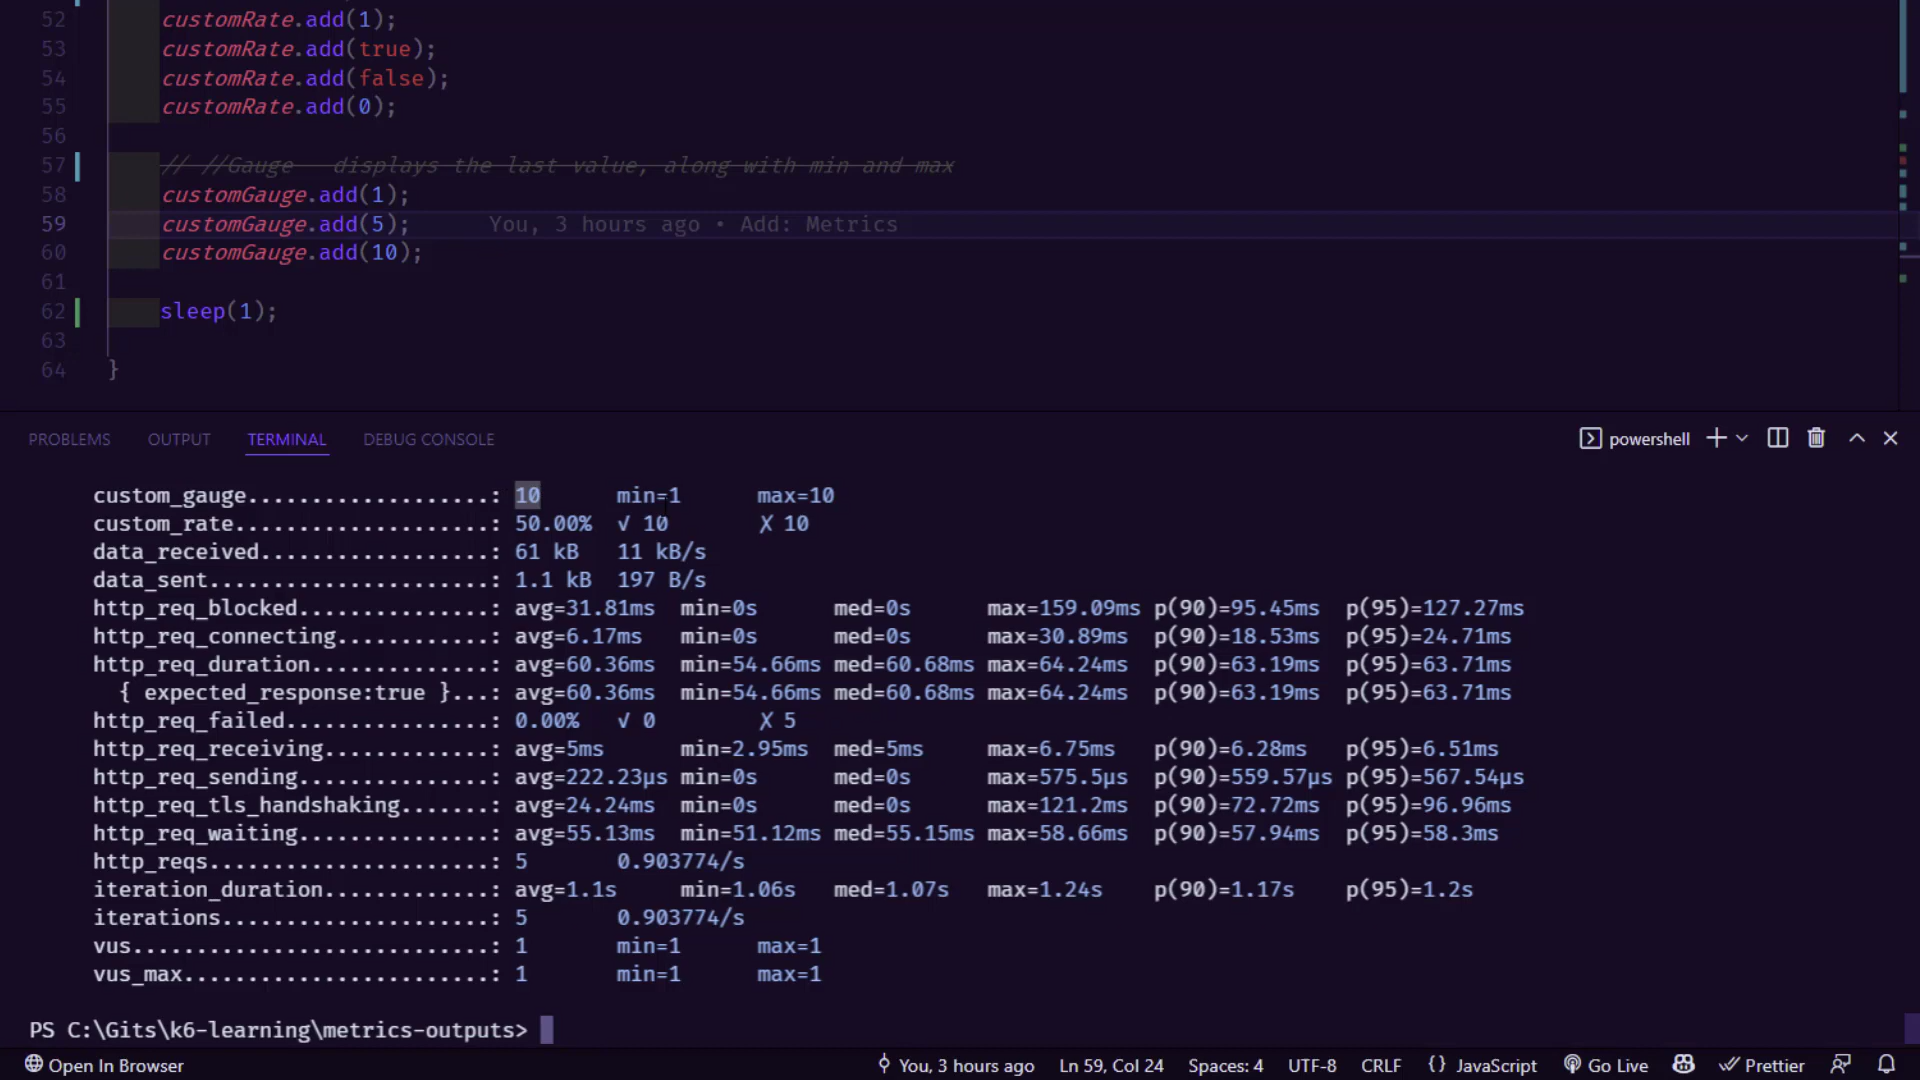 52 customRate.add(1);
53 customRate.add(true);
54 customRate.add(false);
55 customRate.add(0);
56
57 // //Gauge displays the last value, along with min and max
58 customGauge.add(1);
59 customGauge.add(5); You, 3 hours ago • Add: Metrics
60 customGauge.add(10);
61
62 sleep(1);
63
64 }
PROBLEMS OUTPUT TERMINAL DEBUG CONSOLE powershell
custom_gauge...................: 10 min=1 max=10
custom_rate....................: 50.00% √ 10 ✗ 10
data_received..................: 61 kB 11 kB/s
data_sent......................: 1.1 kB 197 B/s
http_req_blocked...............: avg=31.81ms min=0s med=0s max=159.09ms p(90)=95.45ms p(95)=127.27ms
http_req_connecting............: avg=6.17ms min=0s med=0s max=30.89ms p(90)=18.53ms p(95)=24.71ms
http_req_duration..............: avg=60.36ms min=54.66ms med=60.68ms max=64.24ms p(90)=63.19ms p(95)=63.71ms
{ expected_response:true }...: avg=60.36ms min=54.66ms med=60.68ms max=64.24ms p(90)=63.19ms p(95)=63.71ms
http_req_failed................: 0.00% √ 0 ✗ 5
http_req_receiving.............: avg=5ms min=2.95ms med=5ms max=6.75ms p(90)=6.28ms p(95)=6.51ms
http_req_sending...............: avg=222.23µs min=0s med=0s max=575.5µs p(90)=559.57µs p(95)=567.54µs
http_req_tls_handshaking.......: avg=24.24ms min=0s med=0s max=121.2ms p(90)=72.72ms p(95)=96.96ms
http_req_waiting...............: avg=55.13ms min=51.12ms med=55.15ms max=58.66ms p(90)=57.94ms p(95)=58.3ms
http_reqs......................: 5 0.903774/s
iteration_duration.............: avg=1.1s min=1.06s med=1.07s max=1.24s p(90)=1.17s p(95)=1.2s
iterations.....................: 5 0.903774/s
vus............................: 1 min=1 max=1
vus_max........................: 1 min=1 max=1
PS C:\Gits\k6-learning\metrics-outputs>
Open In Browser You, 3 hours ago Ln 59, Col 24 Spaces: 4 UTF-8 CRLF {} JavaScript Go Live Prettier